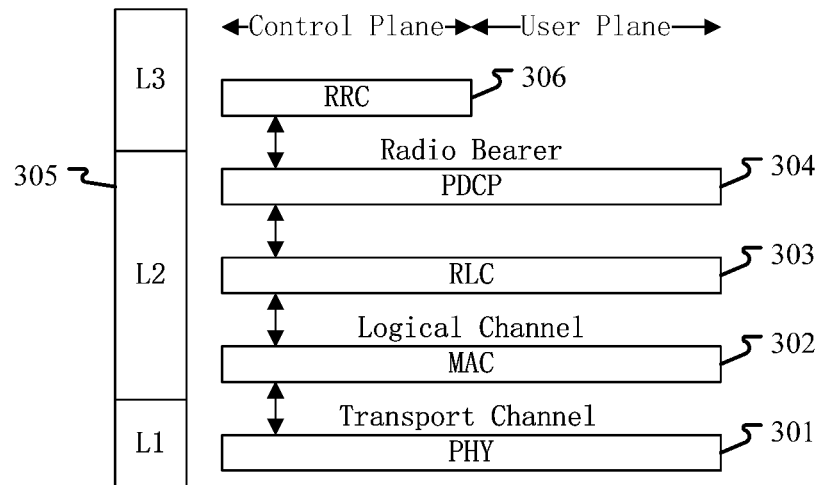 Control Plane
User Plane
L3
RRC
306
Radio Bearer
305
PDCP
304
L2
RLC
303
Logical Channel
MAC
302
Transport Channel
L1
PHY
301